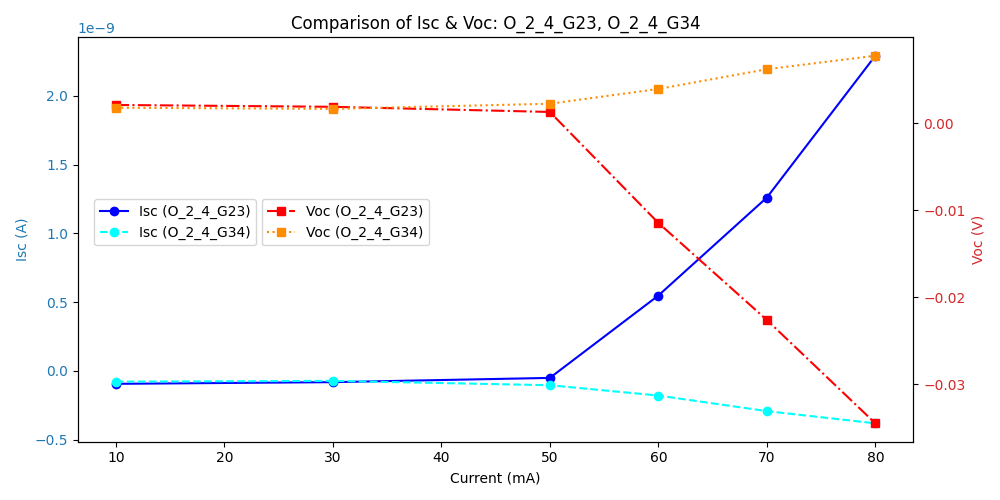 Comparison of Isc & Voc: O_2_4_G23, O_2_4_G34
1e−9
2.0
1.5
1.0
0.5
0.0
−0.5
Isc (A)
Isc (O_2_4_G23)
Isc (O_2_4_G34)
Voc (O_2_4_G23)
Voc (O_2_4_G34)
0.00
−0.01
−0.02
−0.03
Voc (V)
10 20 30 40 50 60 70 80
Current (mA)